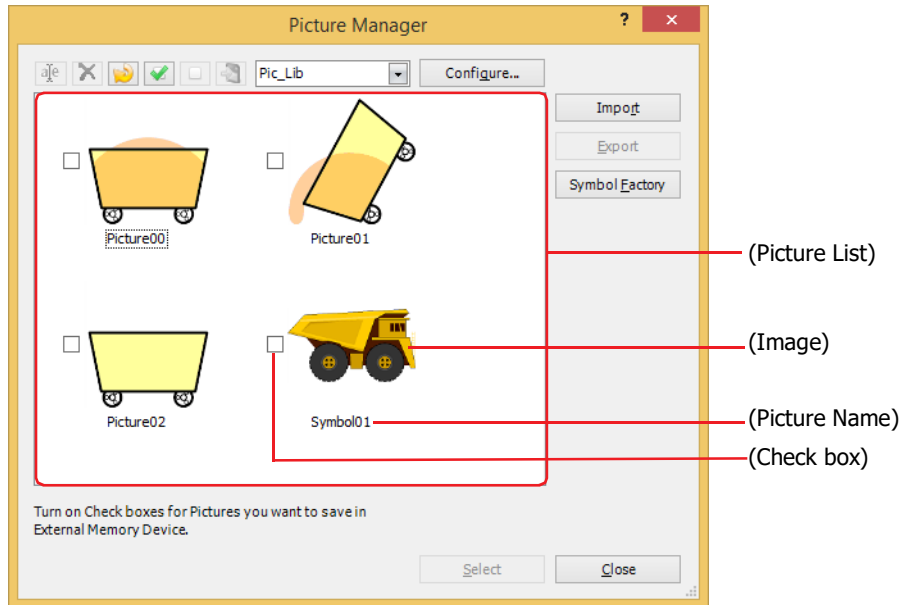 Picture Manager
?
×
Pic_Lib
Configure...
Import
Export
Symbol Factory
Picture00
Picture01
(Picture List)
(Image)
Picture02
Symbol01
(Picture Name)
(Check box)
Turn on Check boxes for Pictures you want to save in
External Memory Device.
Select
Close